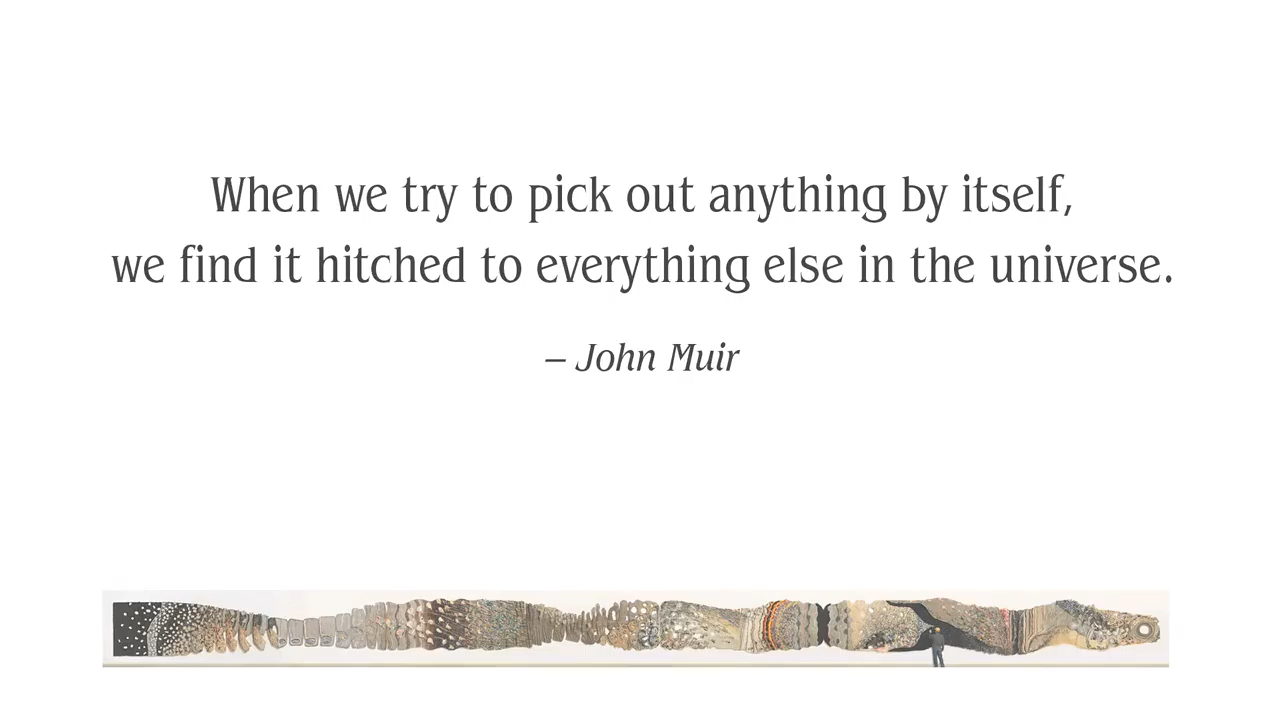 When we try to pick out anything by itself,
we find it hitched to everything else in the universe.
– John Muir